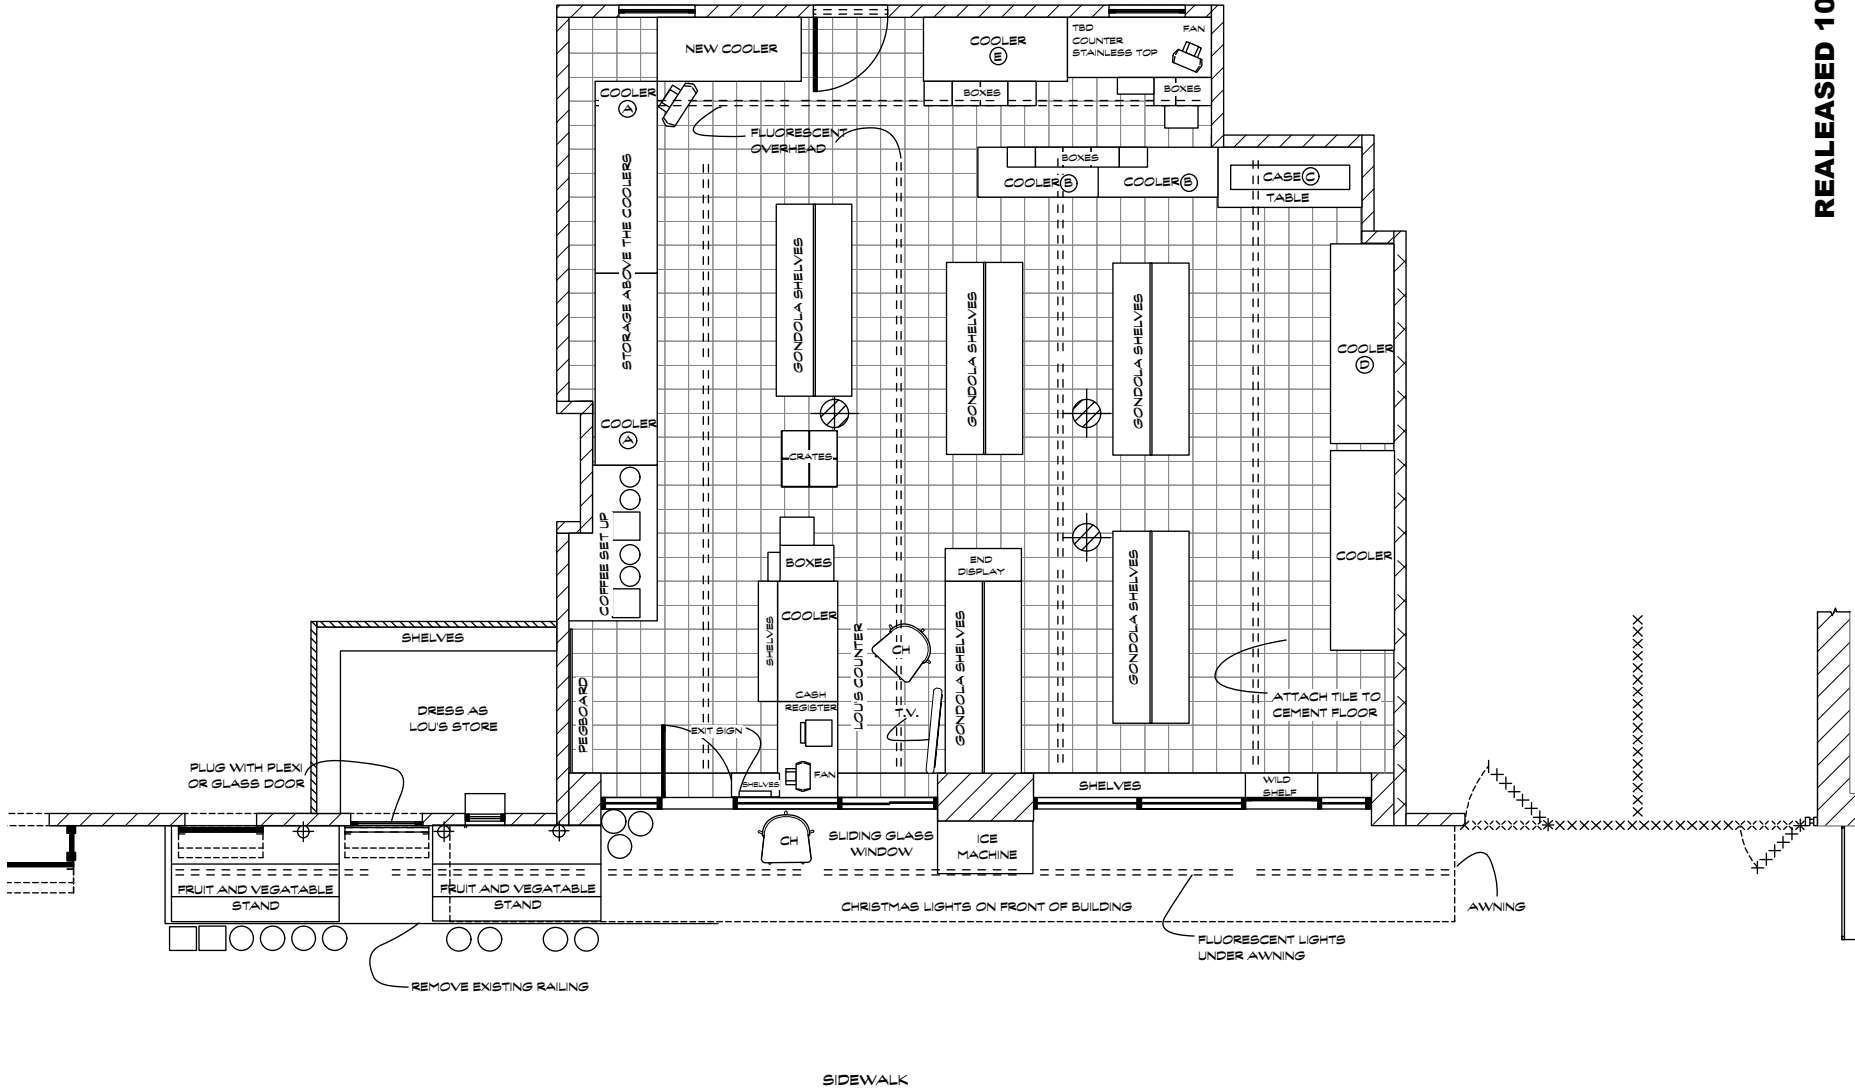 REALEASED 10
NEW COOLER
COOLER
E
TBD
COUNTER
STAINLESS TOP
FAN
BOXES
BOXES
COOLER
A
FLUORESCENT
OVERHEAD
BOXES
COOLER B
COOLER B
CASE C
TABLE
STORAGE ABOVE THE COOLERS
GONDOLA SHELVES
GONDOLA SHELVES
GONDOLA SHELVES
COOLER
D
COOLER
A
CRATES
COFFEE SET UP
BOXES
END
DISPLAY
COOLER
GONDOLA SHELVES
COOLER
SHELVES
LOU'S COUNTER
CH
GONDOLA SHELVES
SHELVES
DRESS AS
LOU'S STORE
PEGBOARD
CASH
REGISTER
T.V.
ATTACH TILE TO
CEMENT FLOOR
EXIT SIGN
PLUG WITH PLEXI
OR GLASS DOOR
FAN
SHELVES
SHELVES
WILD
SHELF
CH
SLIDING GLASS
WINDOW
ICE
MACHINE
FRUIT AND VEGATABLE
STAND
FRUIT AND VEGATABLE
STAND
CHRISTMAS LIGHTS ON FRONT OF BUILDING
AWNING
FLUORESCENT LIGHTS
UNDER AWNING
REMOVE EXISTING RAILING
SIDEWALK